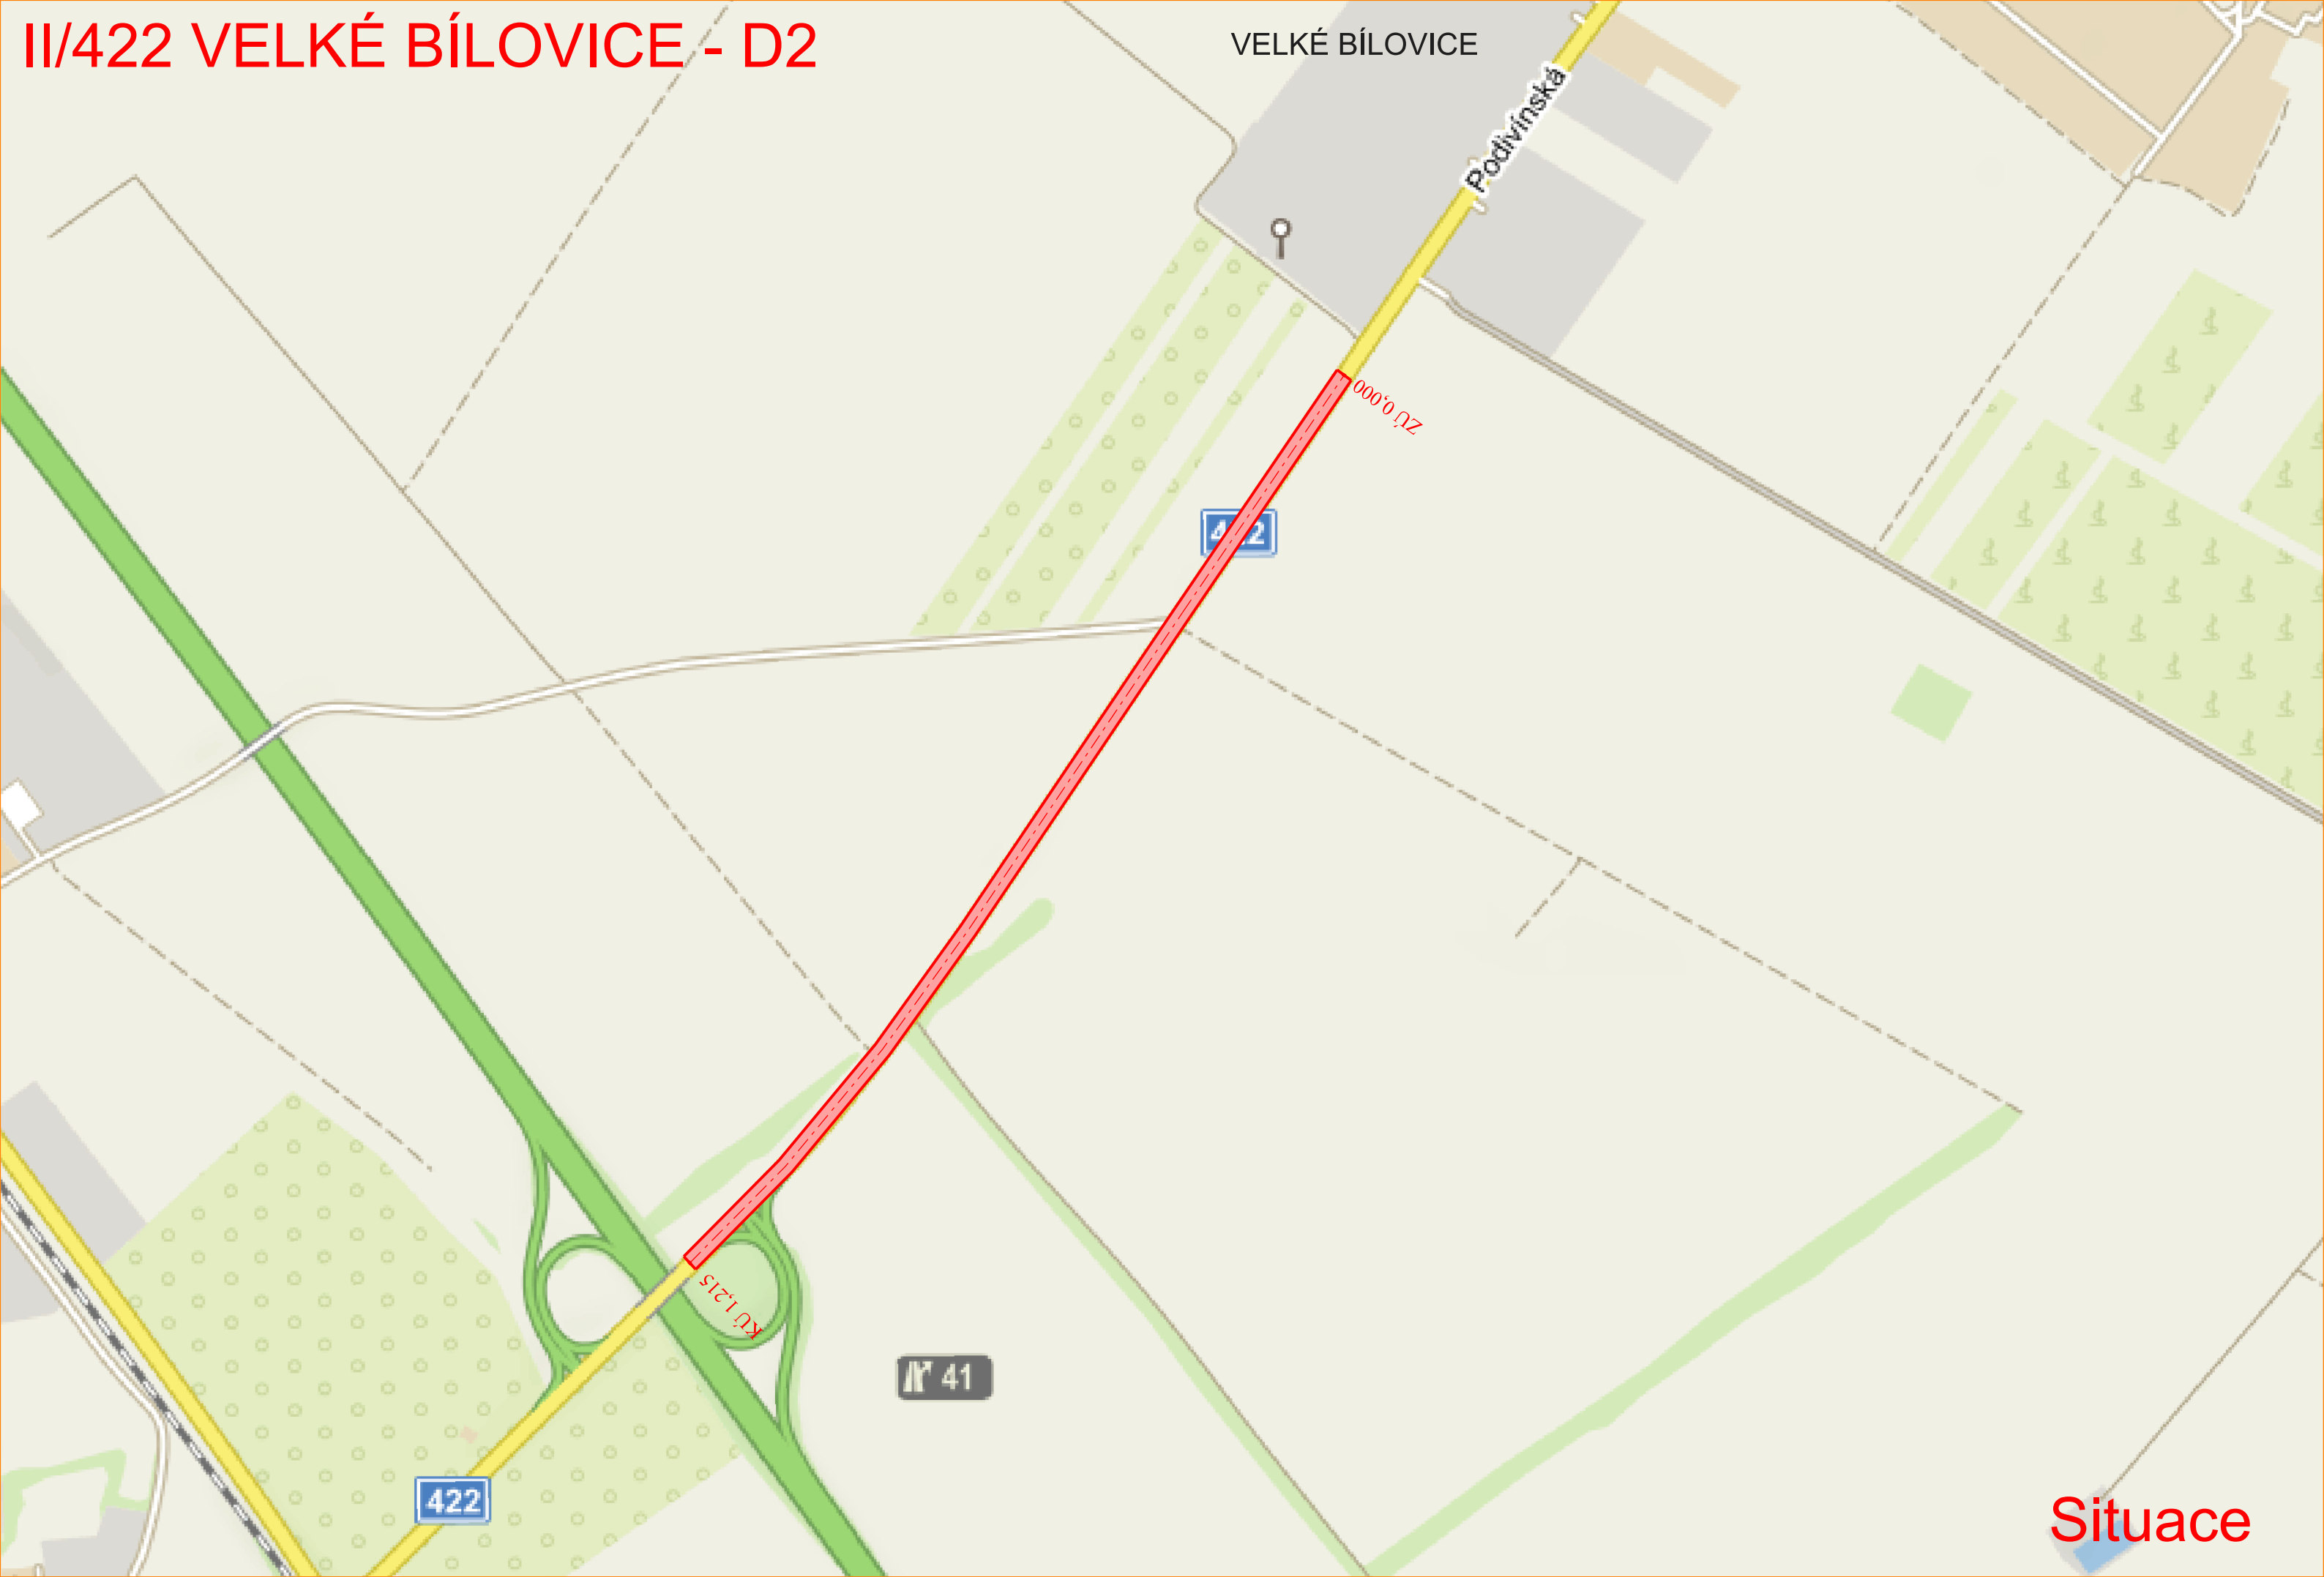 II/422 VELKÉ BÍLOVICE - D2
VELKÉ BÍLOVICE
Podivínská
ZÚ 0,000
422
KÚ 1,215
41
422
Situace